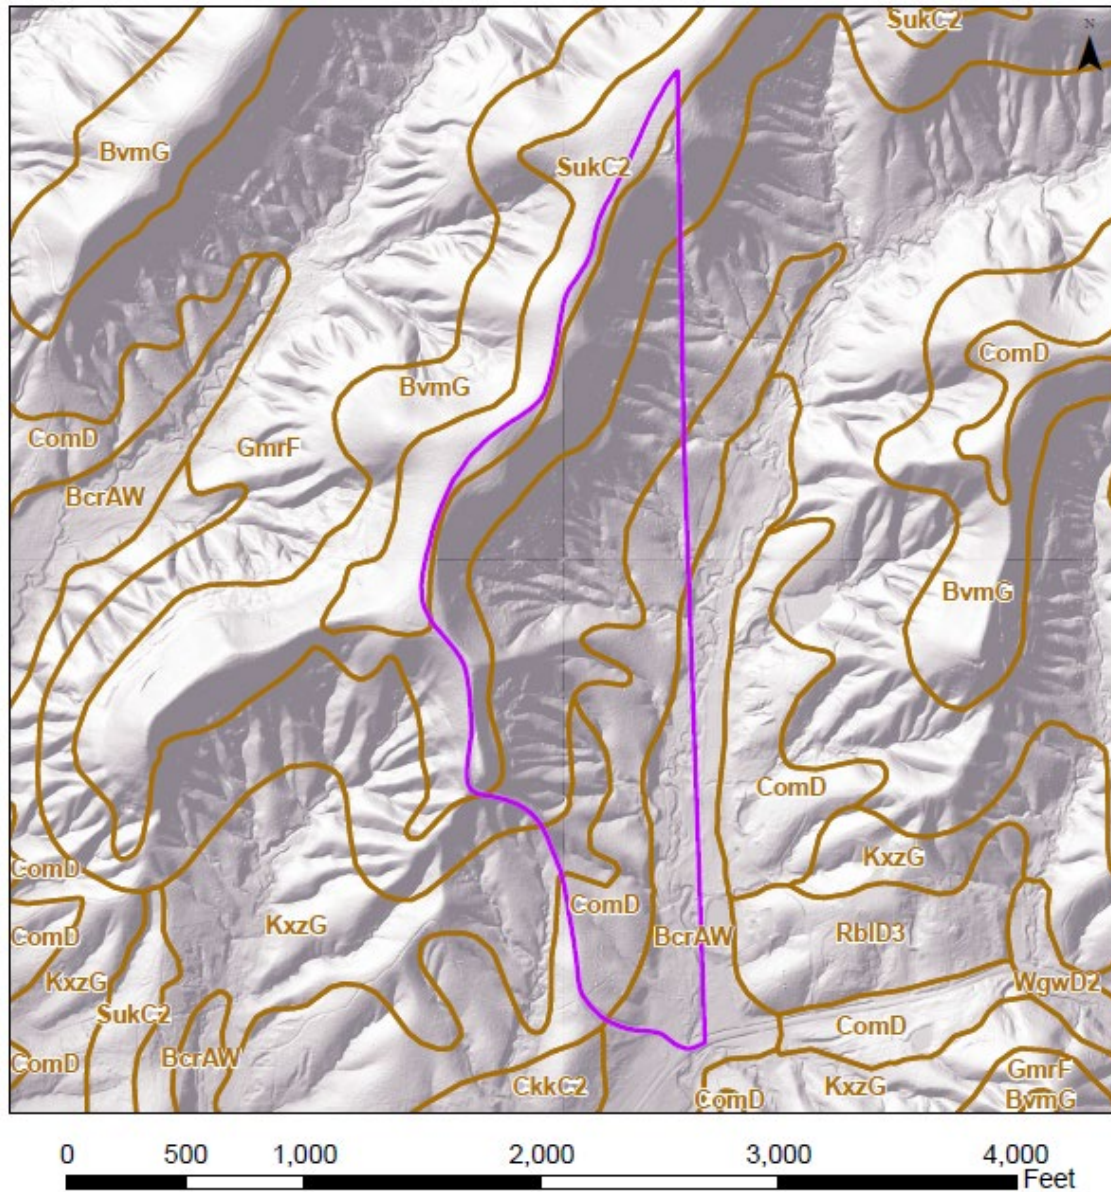 SukC2
N
BvmG
SukC2
ComD
BvmG
ComD
GmrF
BcrAW
BvmG
ComD
KxzG
ComD
ComD
KxzG
BcrAW
RblD3
ComD
KxzG
WgwD2
SukC2
ComD
BcrAW
ComD
GmrF
CkkC2
KxzG
ComD
BvmG
0 500 1,000 2,000 3,000 4,000
Feet